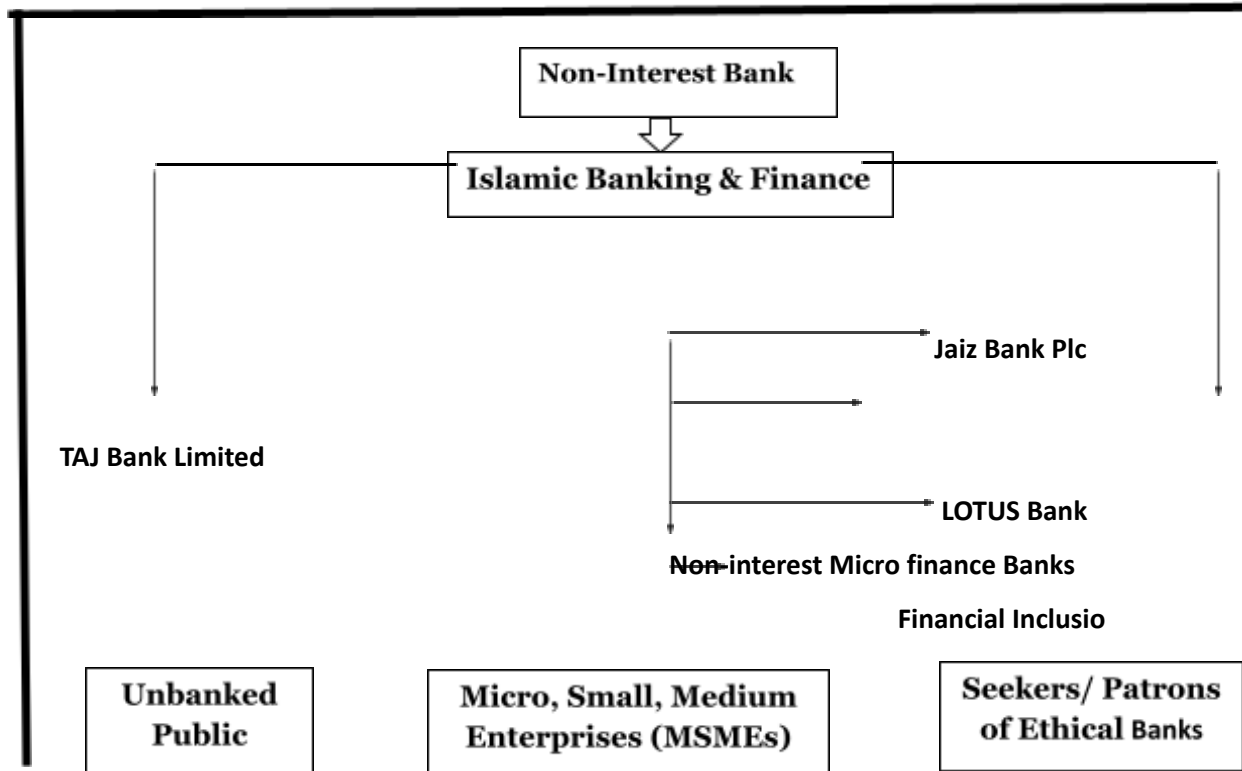 Non-Interest Bank
Islamic Banking & Finance
Jaiz Bank Plc
TAJ Bank Limited
LOTUS Bank
Non-interest Micro finance Banks
Financial Inclusio
Unbanked
Public
Micro, Small, Medium
Enterprises (MSMEs)
Seekers/ Patrons
of Ethical Banks